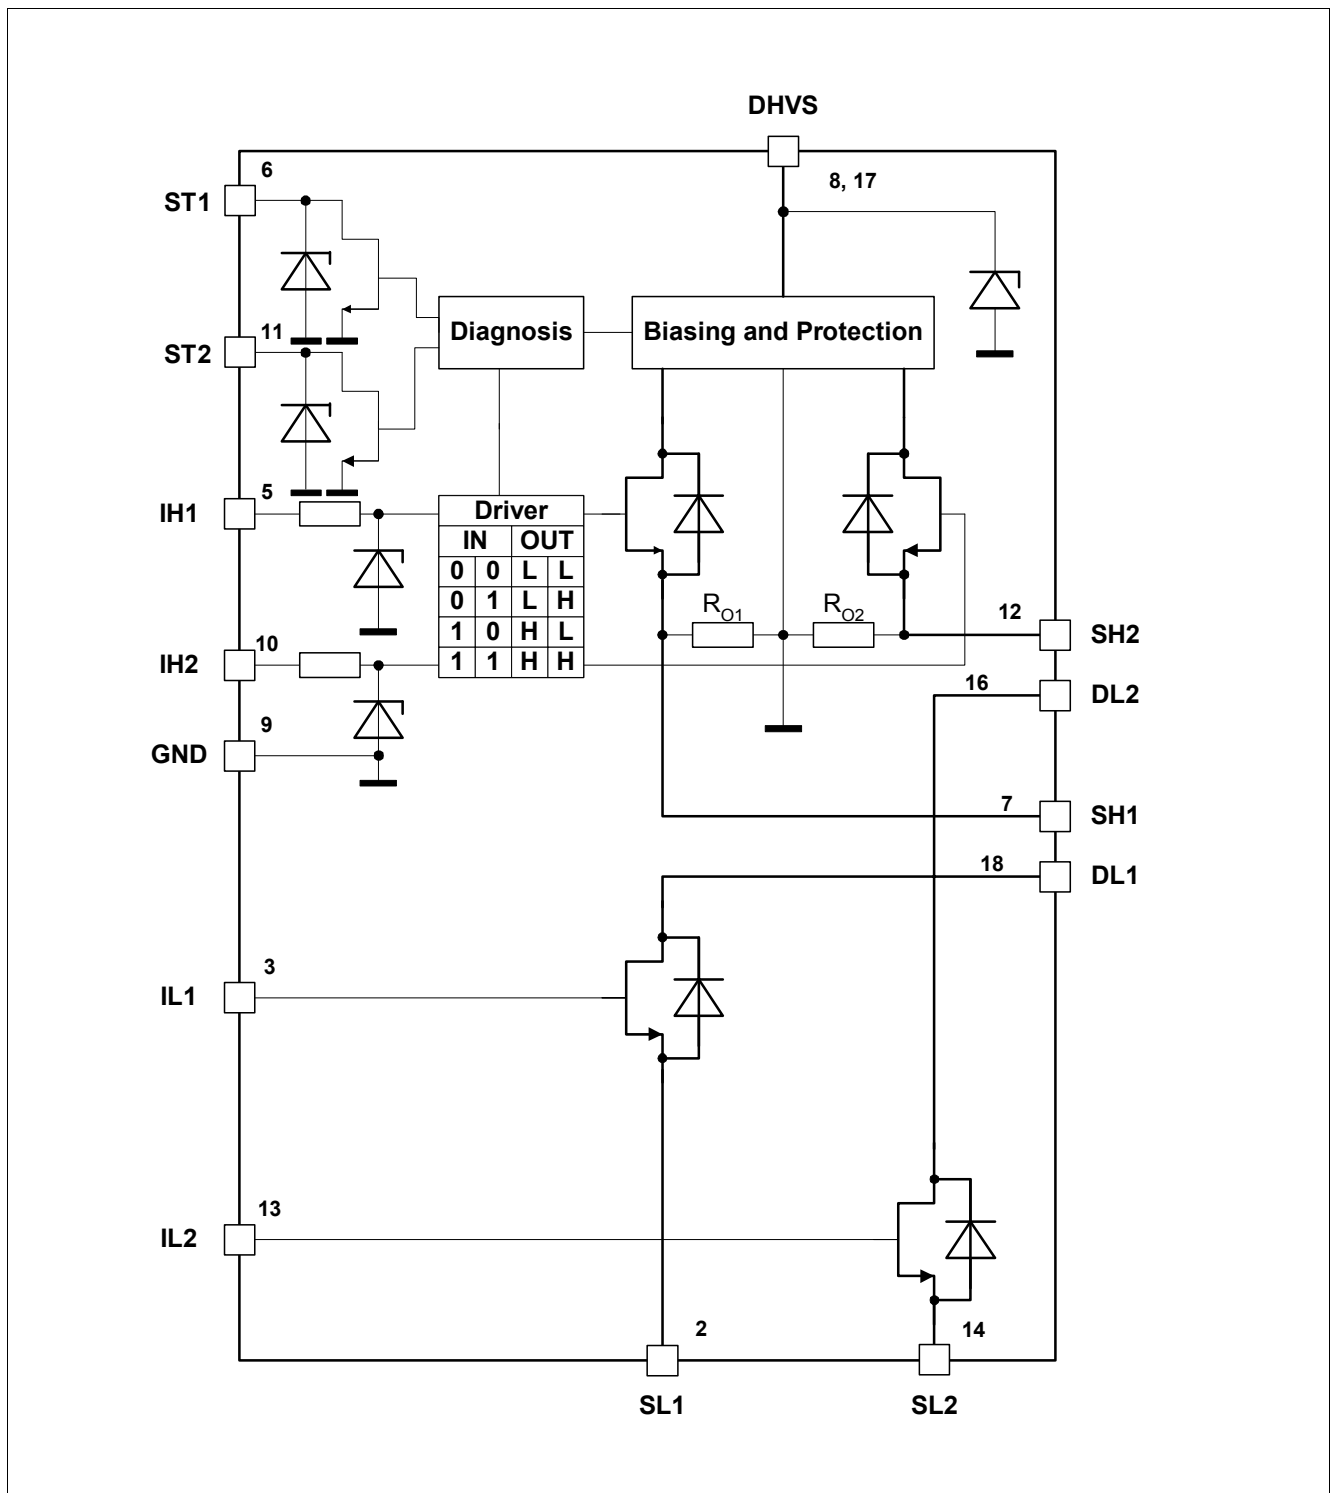 DHVS
8, 17
6
ST1
11
ST2
Diagnosis
Biasing and Protection
5
IH1
Driver
IN OUT
0 0 L L
0 1 L H
1 0 H L
1 1 H H
RO1
RO2
12
SH2
10
IH2
16
DL2
9
GND
7
SH1
18
DL1
3
IL1
13
IL2
2
14
SL1
SL2